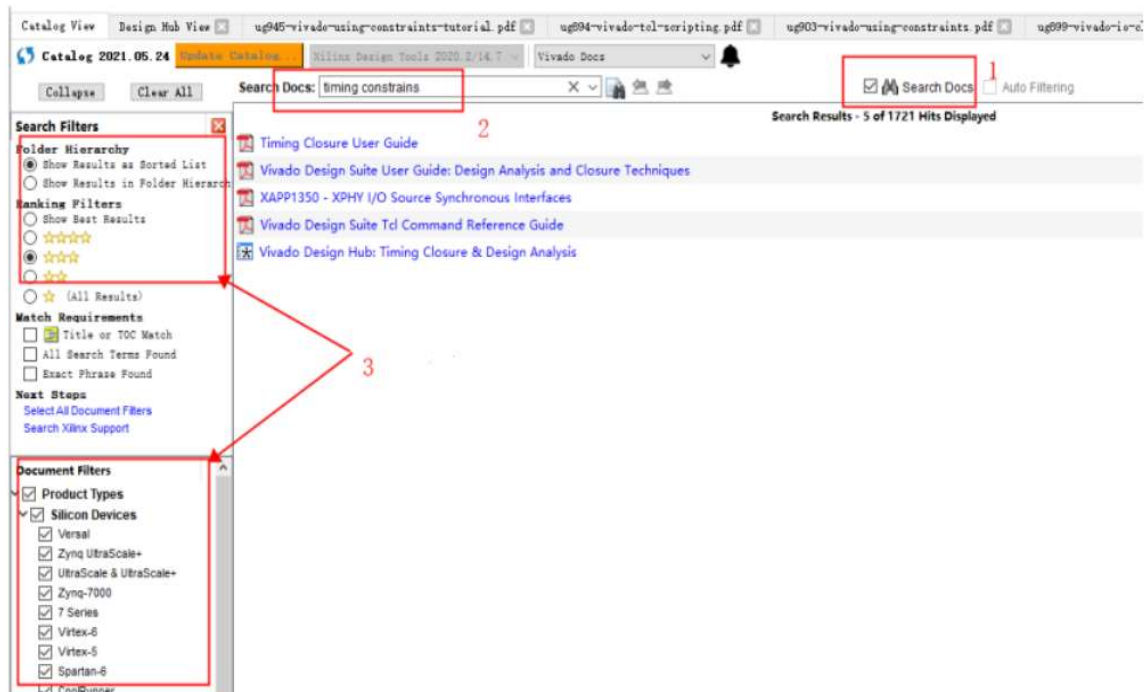 Catalog View Design Hub View ug945-vivado-using-constraints-tutorial.pdf ug894-vivado-tcl-scripting.pdf ug903-vivado-using-constraints.pdf
Catalog 2021.05.24 Update Catalog... Xilinx Design Tools 2020.2/14.7 Vivado Docs
Collapse Clear All Search Docs: timing constrains Search Docs Auto Filtering
1
2
Search Results - 5 of 1721 Hits Displayed
Search Filters
Folder Hierarchy
Show Results as Sorted List
Show Results in Folder Hierarch
Ranking Filters
Show Best Results
(All Results)
Match Requirements
Title or TOC Match
All Search Terms Found
Exact Phrase Found
Next Steps
Select All Document Filters
Search Xilinx Support
Timing Closure User Guide
Vivado Design Suite User Guide: Design Analysis and Closure Techniques
XAPP1350 - XPHY I/O Source Synchronous Interfaces
Vivado Design Suite Tcl Command Reference Guide
Vivado Design Hub: Timing Closure & Design Analysis
3
Document Filters
Product Types
Silicon Devices
Versal
Zynq UltraScale+
UltraScale & UltraScale+
Zynq-7000
7 Series
Virtex-6
Virtex-5
Spartan-6